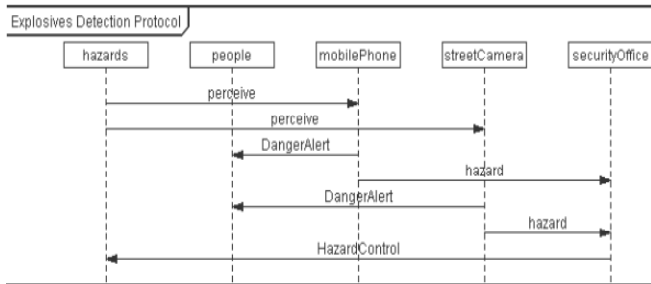 Explosives Detection Protocol
hazards people mobilePhone streetCamera securityOffice
perceive
perceive
DangerAlert
hazard
DangerAlert
hazard
HazardControl